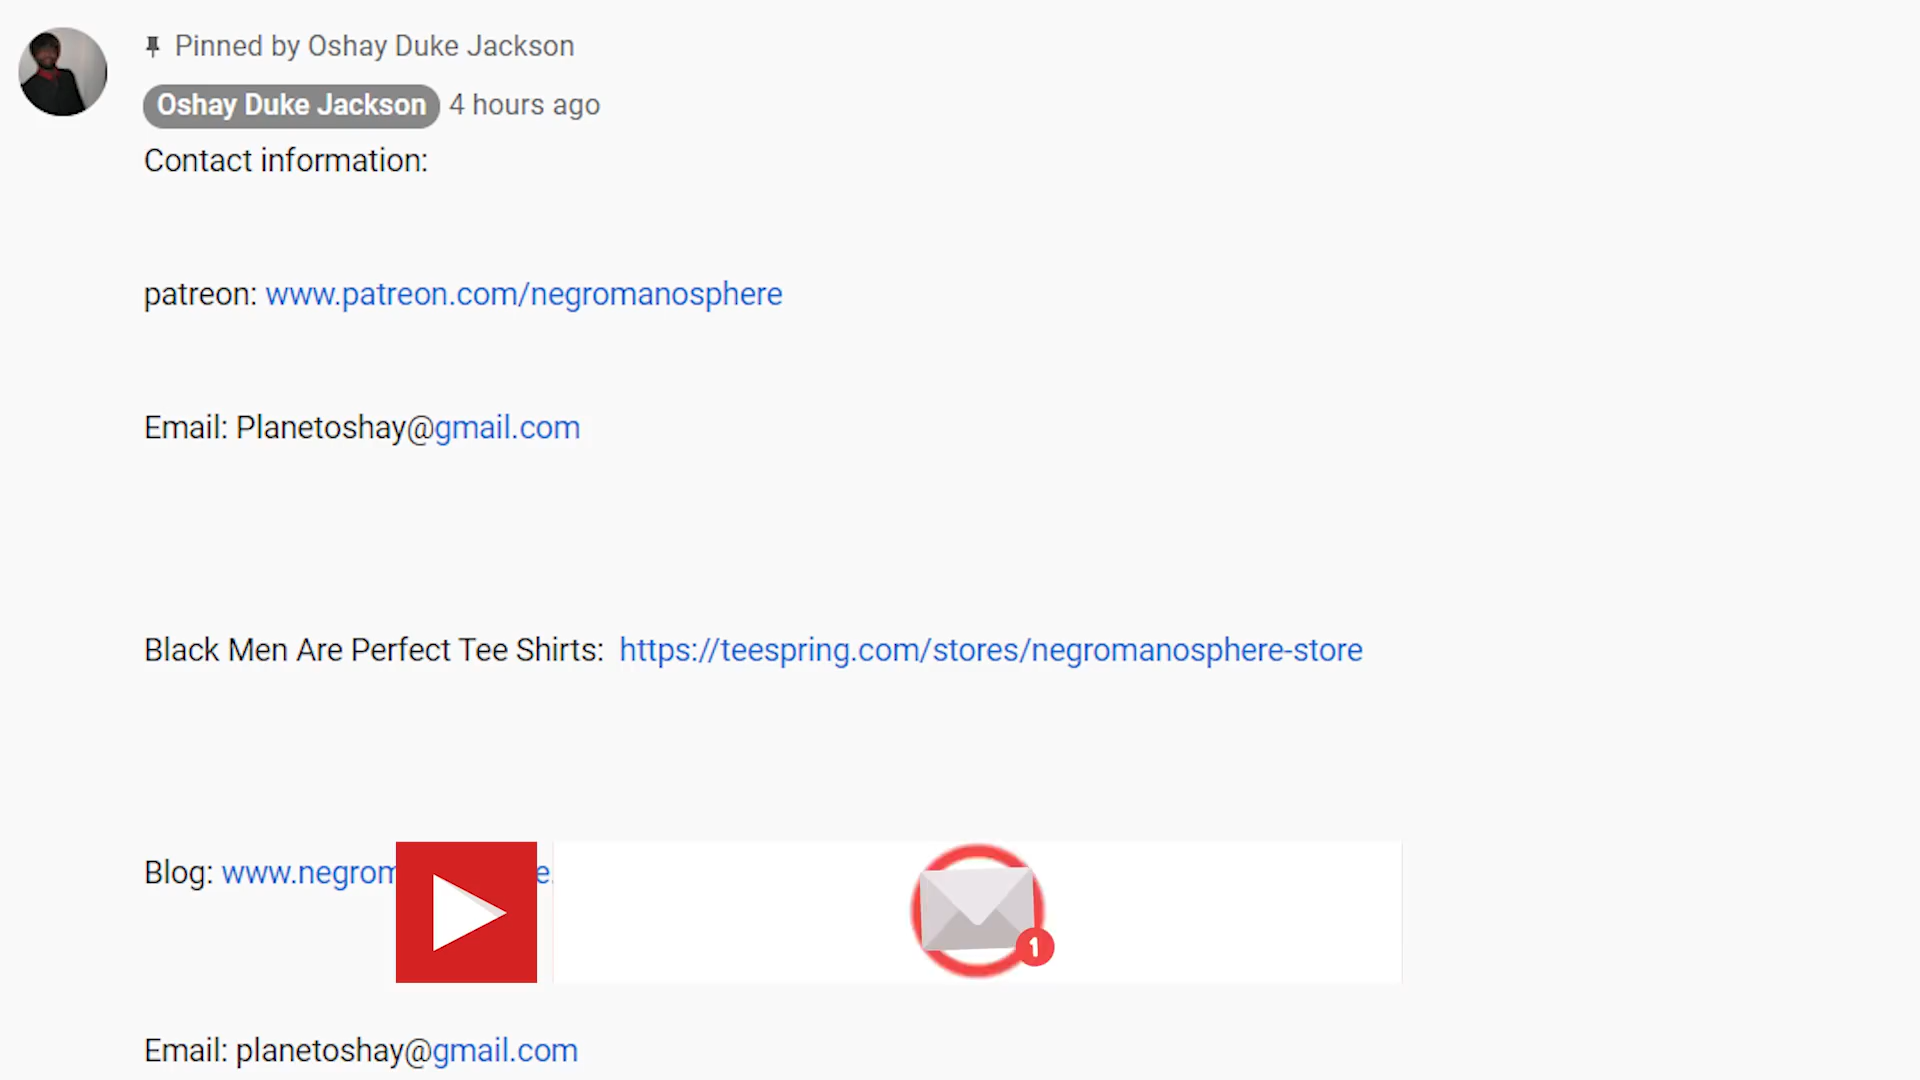 Pinned by Oshay Duke Jackson
Oshay Duke Jackson 4 hours ago
Contact information:
patreon: www.patreon.com/negromanosphere
Email: Planetoshay@gmail.com
Black Men Are Perfect Tee Shirts: https://teespring.com/stores/negromanosphere-store
Blog:
1
Email: planetoshay@gmail.com